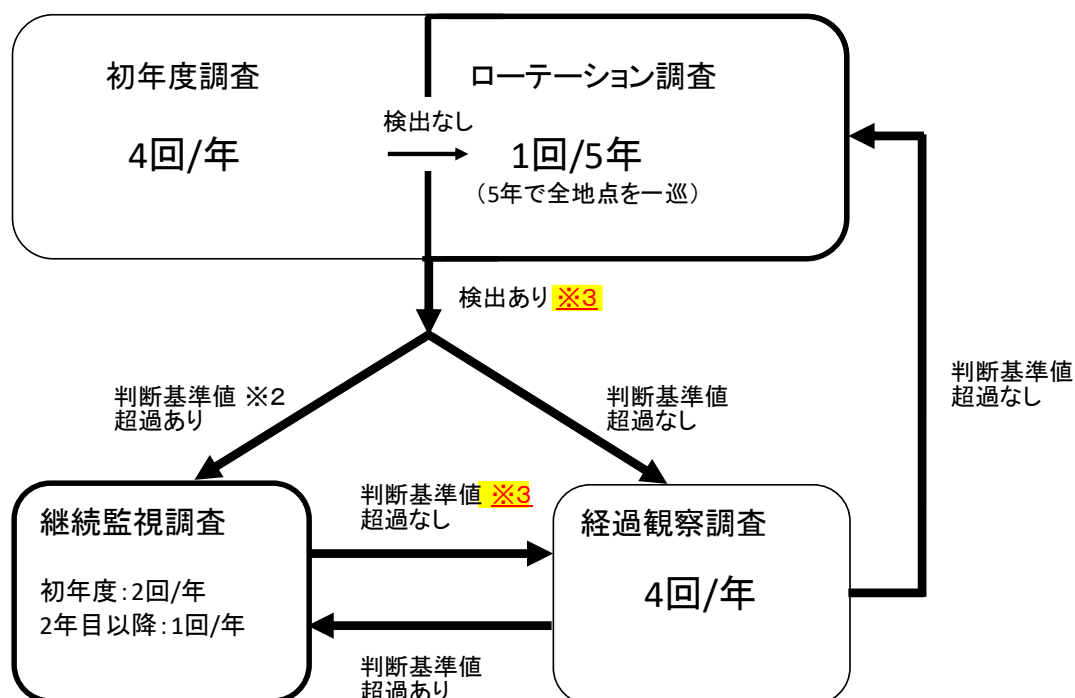 初年度調査
4回/年
検出なし
ローテーション調査
1回/5年
（5年で全地点を一巡）
検出あり ※3
判断基準値 ※2
超過あり
判断基準値
超過なし
判断基準値
超過なし
継続監視調査
初年度：2回/年
2年目以降：1回/年
判断基準値 ※3
超過なし
経過観察調査
4回/年
判断基準値
超過あり